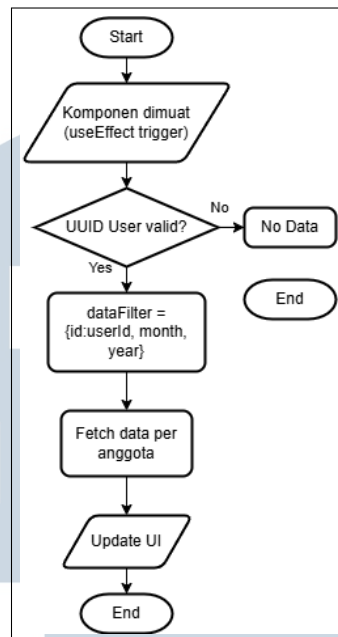 Start
Komponen dimuat
(useEffect trigger)
UUID User valid?
No
No Data
Yes
End
dataFilter =
{id:userId, month,
year}
Fetch data per
anggota
Update UI
End